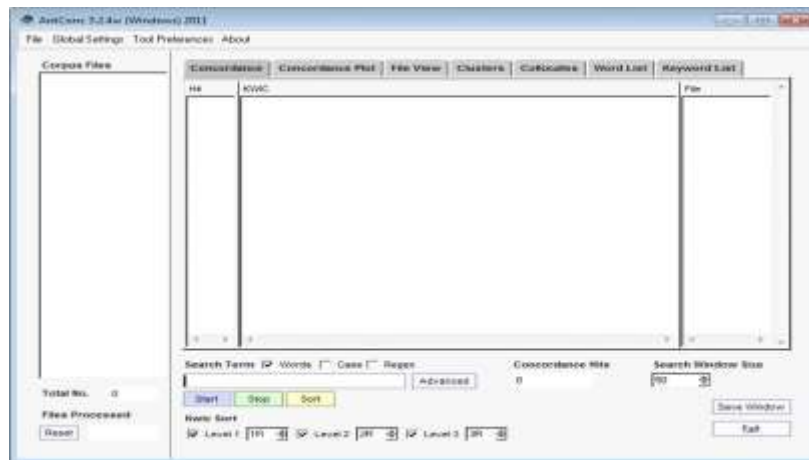 AntConc 3.2.4w (Windows) 2011
File Global Settings Tool Preferences About
Corpus Files
Concordance Concordance Plot File View Clusters Collocates Word List Keyword List
Hit KWIC File
Search Term Words Case Regex Concordance Hits Search Window Size
Advanced 0 50
Total No. 0
Start Stop Sort
Files Processed
Save Window
Kwic Sort
Reset Level 1 1R Level 2 2R Level 3 3R Exit